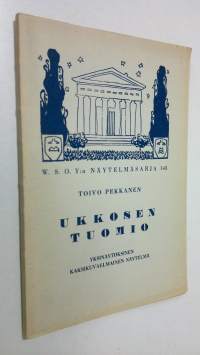 W. S. O. Y:n NÄYTELMÄSARJA 141
TOIVO PEKKANEN
UKKOSEN
TUOMIO
YKSINÄYTÖKSINEN
KAKSIKUVAELMAINEN NÄYTELMÄ